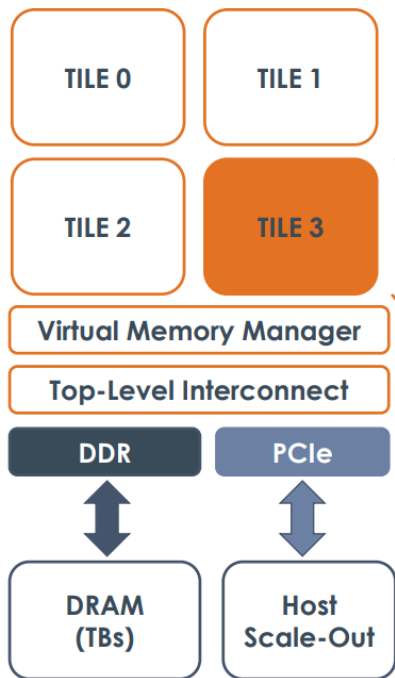 TILE 0
TILE 1
TILE 2
TILE 3
Virtual Memory Manager
Top-Level Interconnect
DDR
PCIe
DRAM
(TBs)
Host
Scale-Out